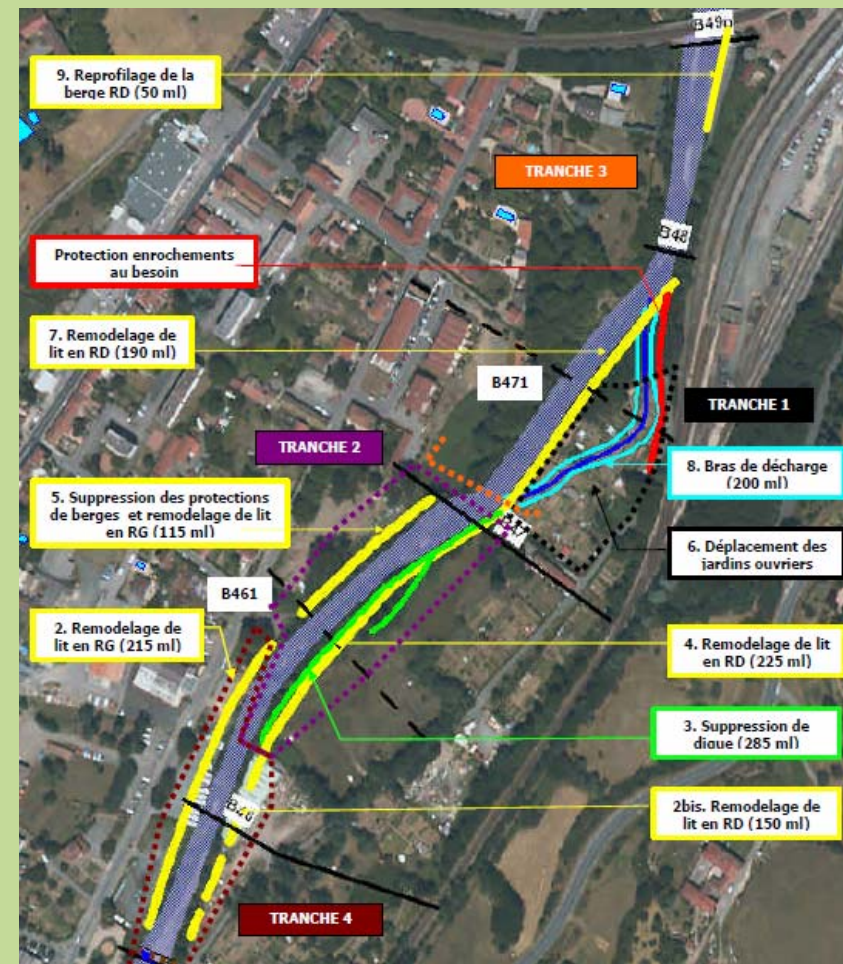 B49n
9. Reprofilage de la
berge RD (50 ml)
TRANCHE 3
B48
Protection enrochements
au besoin
7. Remodelage de
lit en RD (190 ml)
B471
TRANCHE 1
TRANCHE 2
8. Bras de décharge
(200 ml)
5. Suppression des protections
de berges et remodelage de lit
en RG (115 ml)
6. Déplacement des
jardins ouvriers
B461
2. Remodelage de
lit en RG (215 ml)
4. Remodelage de lit
en RD (225 ml)
3. Suppression de
digue (285 ml)
B46
2bis. Remodelage de
lit en RD (150 ml)
TRANCHE 4